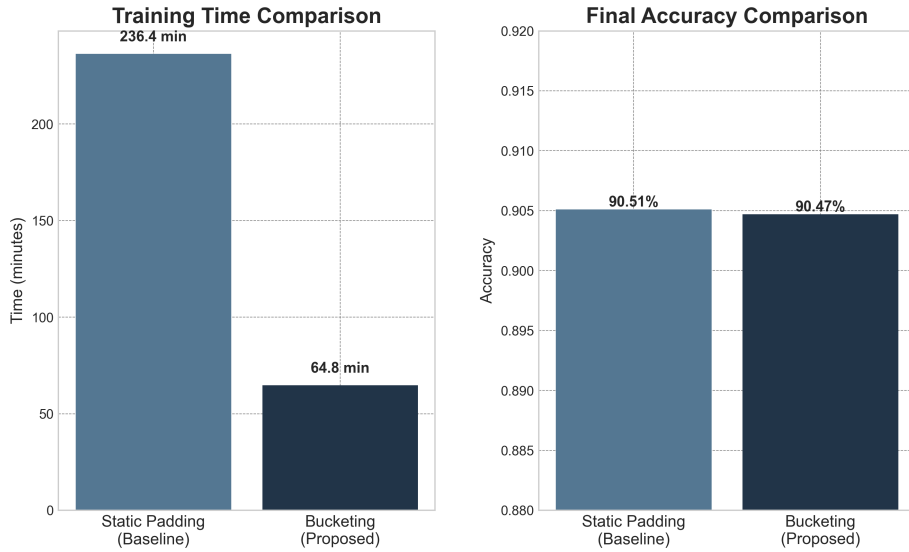 Training Time Comparison
236.4 min
64.8 min
Time (minutes)
200
150
100
50
0
Static Padding
(Baseline)
Bucketing
(Proposed)
Final Accuracy Comparison
90.51%
90.47%
Accuracy
0.920
0.915
0.910
0.905
0.900
0.895
0.890
0.885
0.880
Static Padding
(Baseline)
Bucketing
(Proposed)